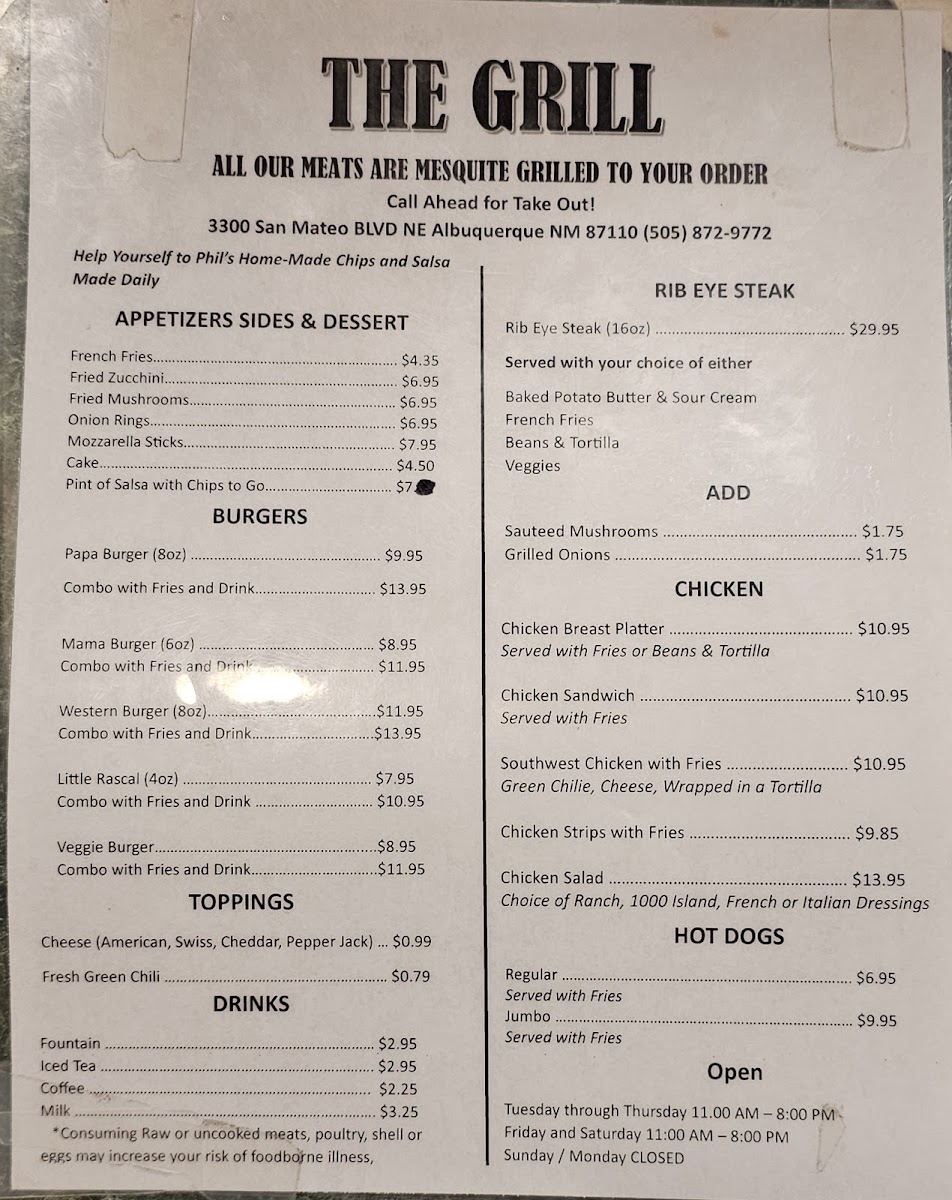 THE GRILL
ALL OUR MEATS ARE MESQUITE GRILLED TO YOUR ORDER
Call Ahead for Take Out!
3300 San Mateo BLVD NE Albuquerque NM 87110 (505) 872-9772
Help Yourself to Phil's Home-Made Chips and Salsa
Made Daily
APPETIZERS SIDES & DESSERT
French Fries........ $4.35
Fried Zucchini........ $6.95
Fried Mushrooms........ $6.95
Onion Rings........ $6.95
Mozzarella Sticks........ $7.95
Cake........ $4.50
Pint of Salsa with Chips to Go........ $7.
BURGERS
Papa Burger (8oz) ........ $9.95
Combo with Fries and Drink........ $13.95
Mama Burger (6oz) ........ $8.95
Combo with Fries and Drink........ $11.95
Western Burger (8oz)........$11.95
Combo with Fries and Drink........$13.95
Little Rascal (4oz) ........ $7.95
Combo with Fries and Drink ........ $10.95
Veggie Burger........$8.95
Combo with Fries and Drink........$11.95
TOPPINGS
Cheese (American, Swiss, Cheddar, Pepper Jack) ... $0.99
Fresh Green Chili ........ $0.79
DRINKS
Fountain ........ $2.95
Iced Tea ........ $2.95
Coffee ........ $2.25
Milk ........ $3.25
*Consuming Raw or uncooked meats, poultry, shell or
eggs may increase your risk of foodborne illness,
RIB EYE STEAK
Rib Eye Steak (16oz) ........ $29.95
Served with your choice of either
Baked Potato Butter & Sour Cream
French Fries
Beans & Tortilla
Veggies
ADD
Sauteed Mushrooms ........ $1.75
Grilled Onions ........ $1.75
CHICKEN
Chicken Breast Platter ........ $10.95
Served with Fries or Beans & Tortilla
Chicken Sandwich ........ $10.95
Served with Fries
Southwest Chicken with Fries ........ $10.95
Green Chilie, Cheese, Wrapped in a Tortilla
Chicken Strips with Fries ........ $9.85
Chicken Salad ........ $13.95
Choice of Ranch, 1000 Island, French or Italian Dressings
HOT DOGS
Regular ........ $6.95
Served with Fries
Jumbo ........ $9.95
Served with Fries
Open
Tuesday through Thursday 11.00 AM – 8:00 PM
Friday and Saturday 11:00 AM – 8:00 PM
Sunday / Monday CLOSED